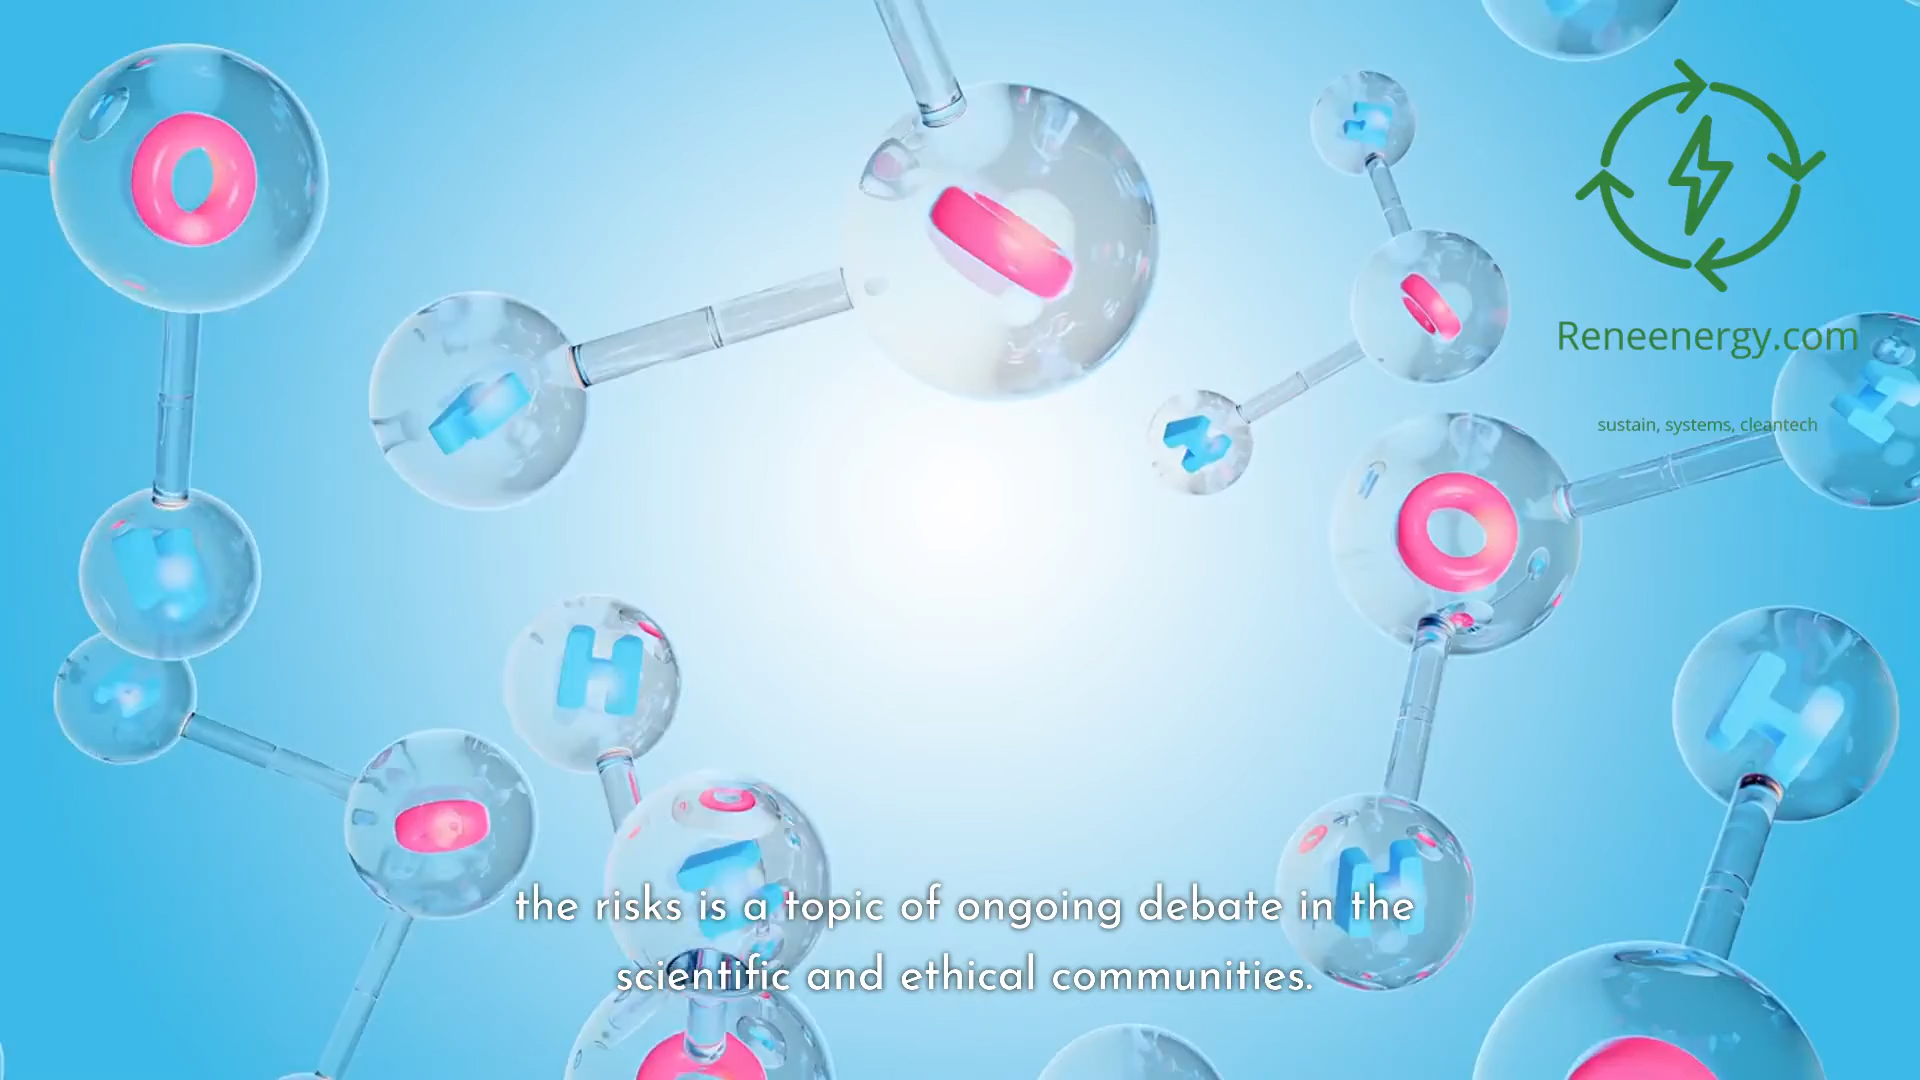 O
H
O
H
H
H
H
Reneenergy.com
sustain, systems, cleantech
the risks is a topic of ongoing debate in the
scientific and ethical communities.